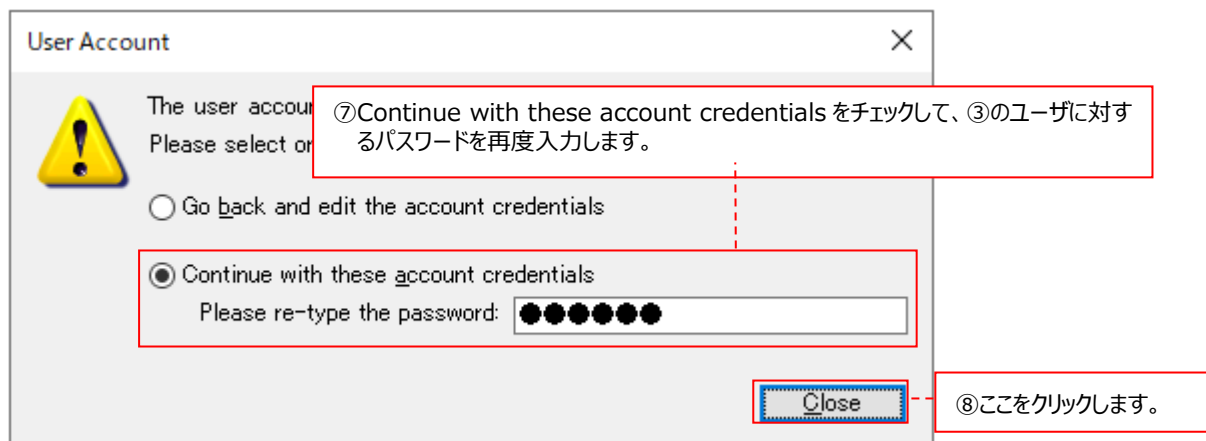 User Account
The user accour
Please select or
⑦Continue with these account credentials をチェックして、③のユーザに対す
るパスワードを再度入力します。
Go back and edit the account credentials
Continue with these account credentials
Please re-type the password: ●●●●●●
Close
⑧ここをクリックします。